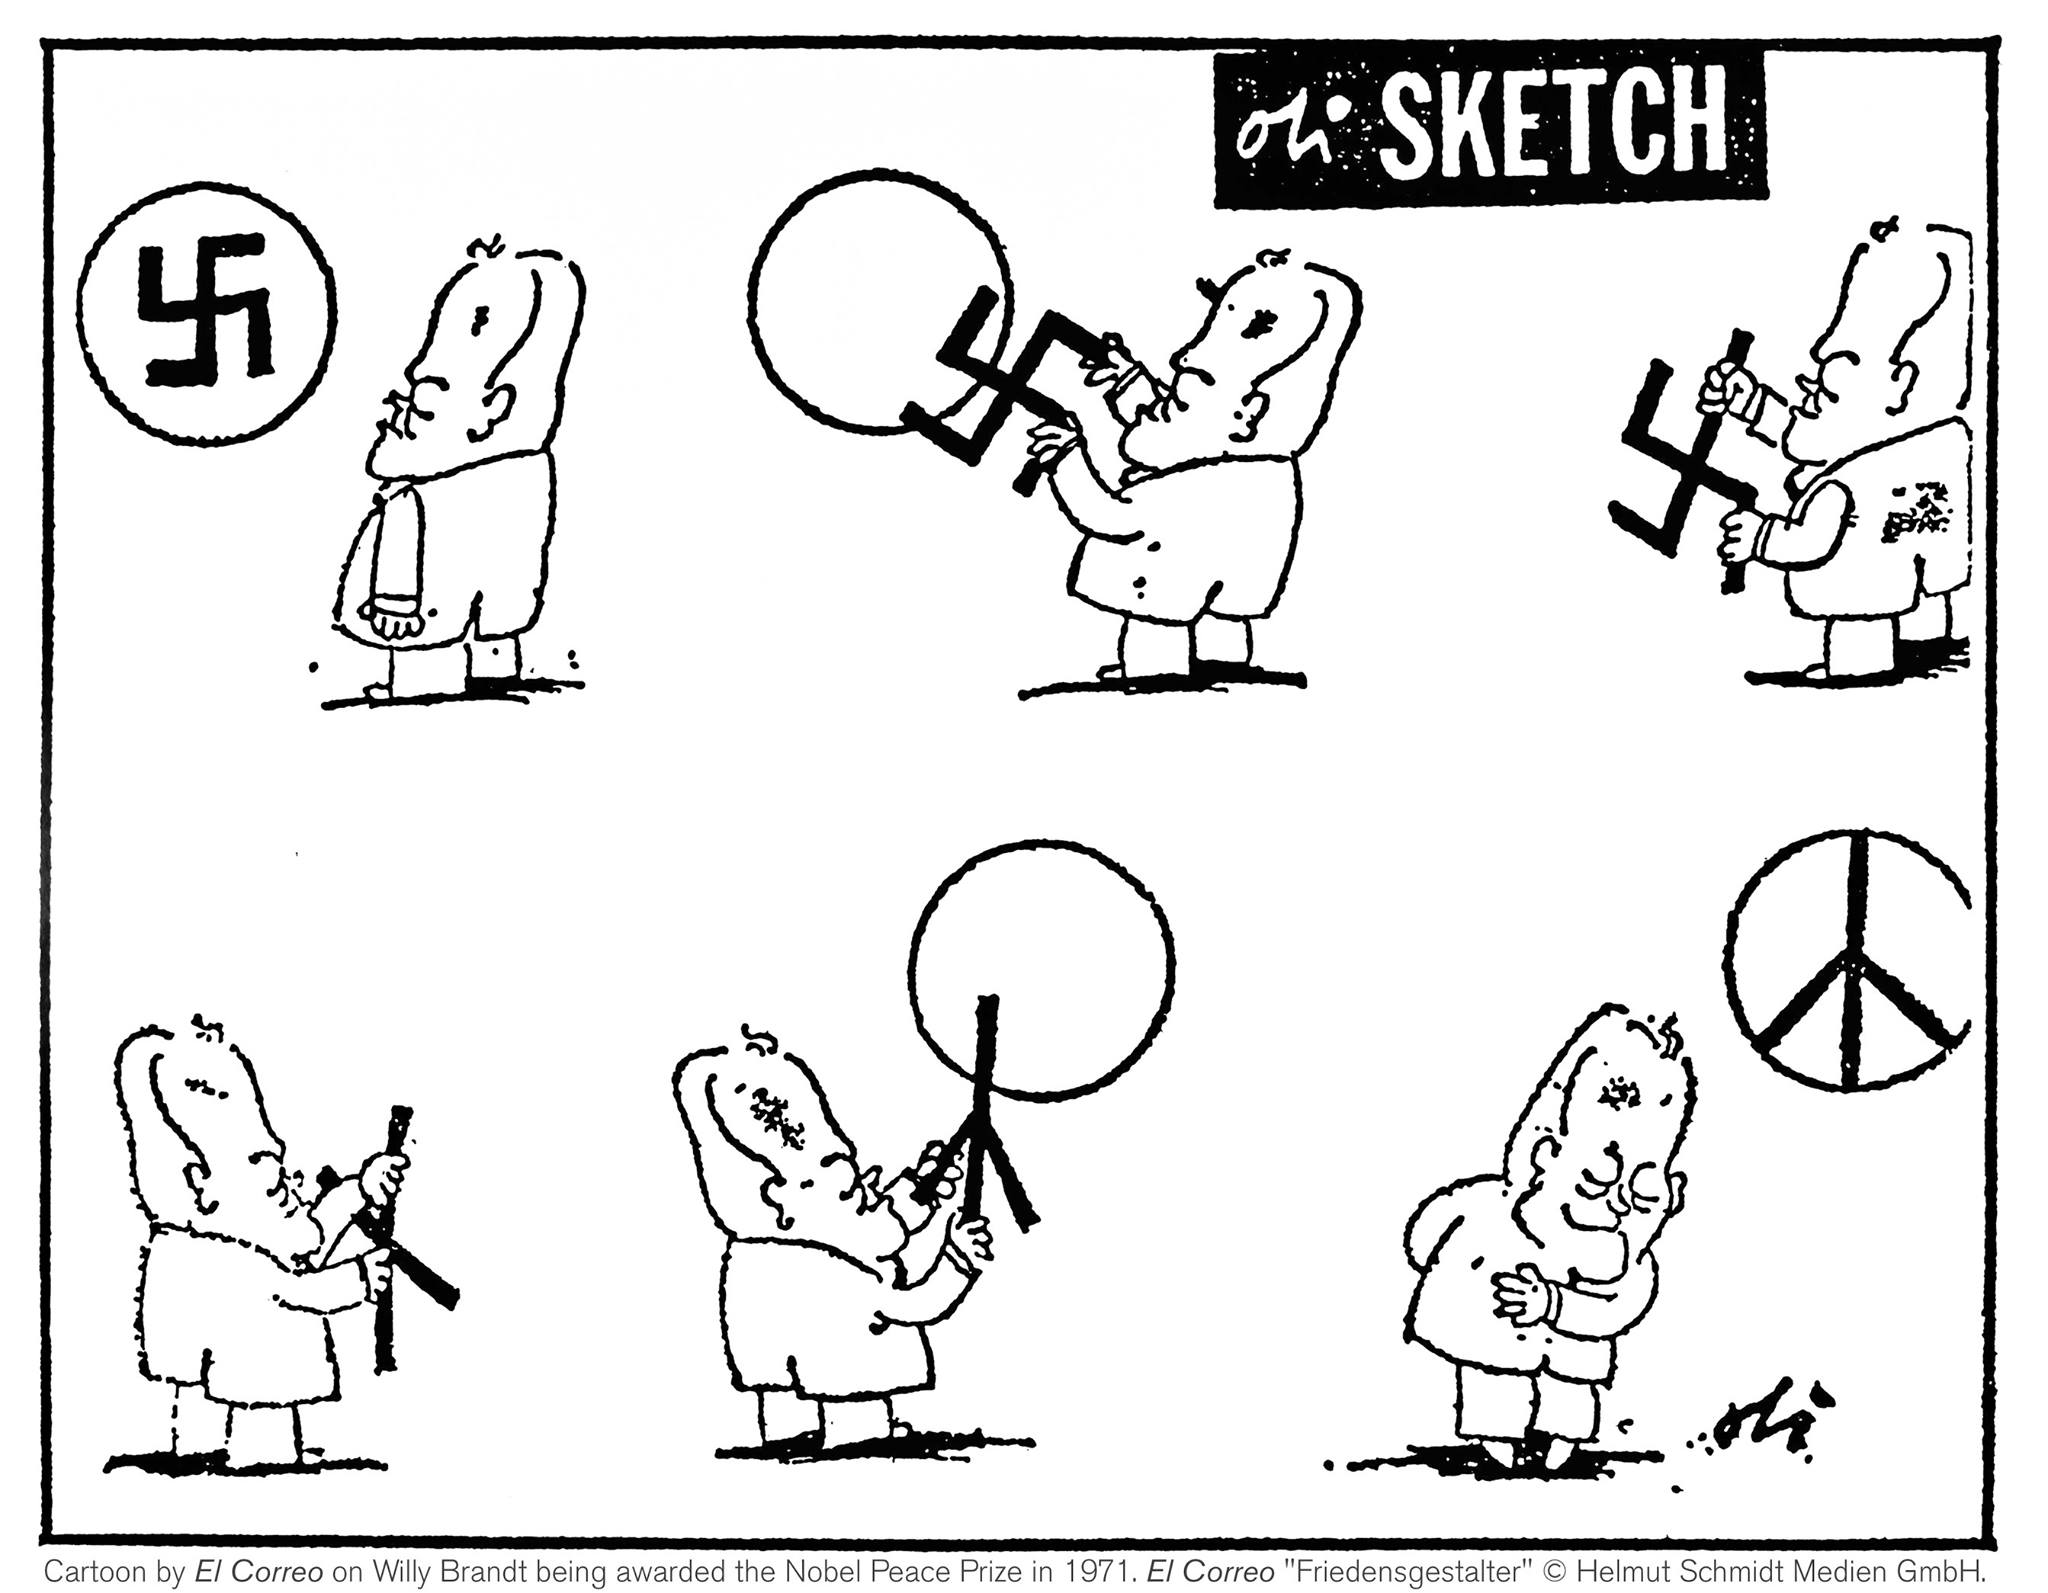 oli SKETCH
oli
Cartoon by El Correo on Willy Brandt being awarded the Nobel Peace Prize in 1971. El Correo "Friedensgestalter" © Helmut Schmidt Medien GmbH.